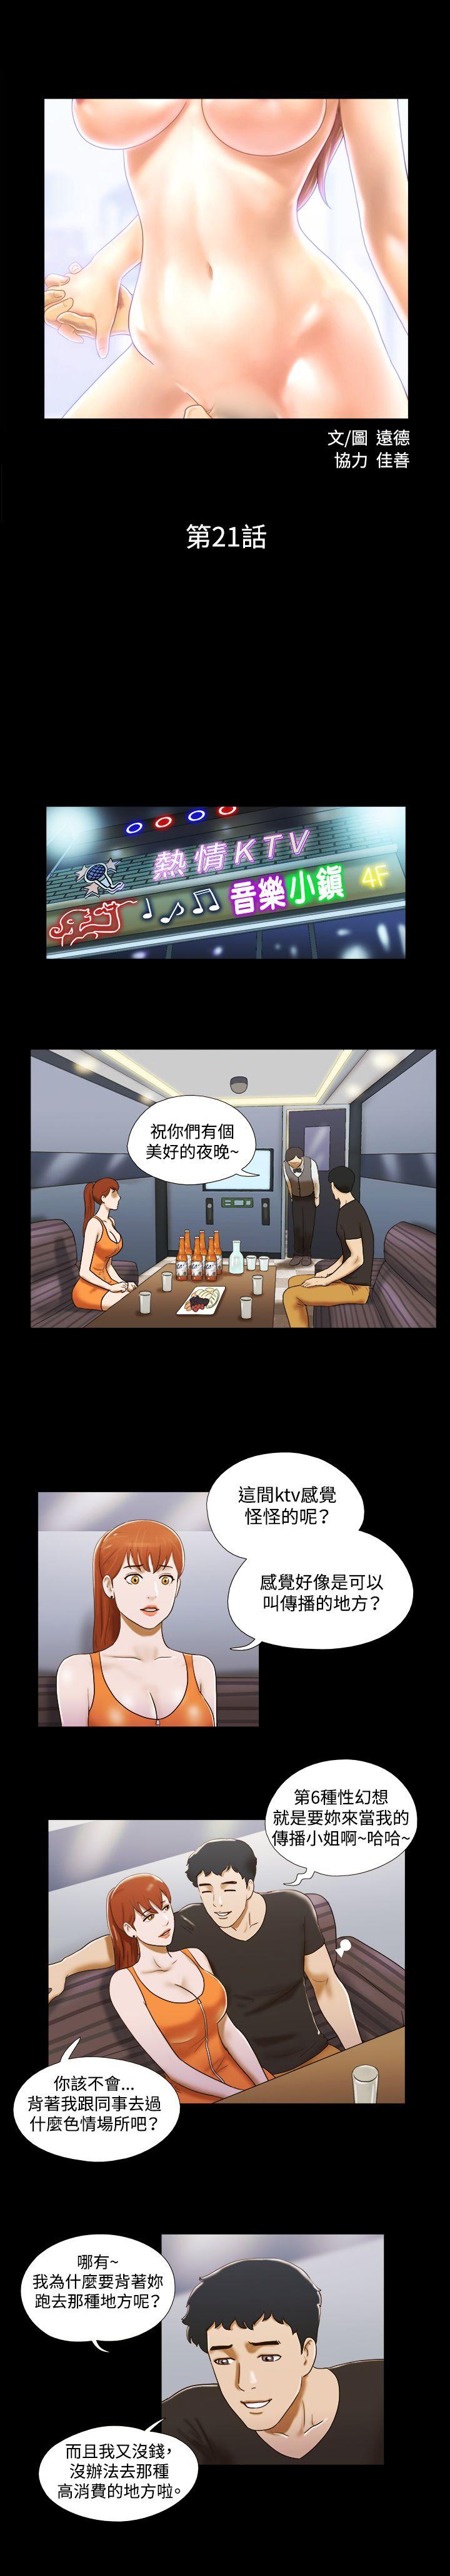 文/圖 遠德
協力 佳善
第21話
熱情KTV
音樂小鎮 4F
祝你們有個
美好的夜晚~
這間ktv感覺
怪怪的呢？
感覺好像是可以
叫傳播的地方？
第6種性幻想
就是要妳來當我的
傳播小姐啊~哈哈~
你該不會...
背著我跟同事去過
什麼色情場所吧？
哪有~
我為什麼要背著妳
跑去那種地方呢？
而且我又沒錢，
沒辦法去那種
高消費的地方啦。